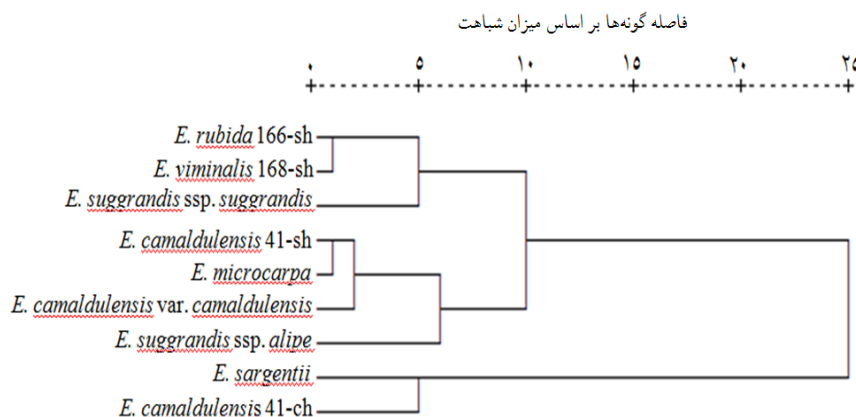 فاصله گونه‌ها بر اساس میزان شباهت
۰ ۵ ۱۰ ۱۵ ۲۰ ۲۵
E. rubida 166-sh
E. viminalis 168-sh
E. suggrandis ssp. suggrandis
E. camaldulensis 41-sh
E. microcarpa
E. camaldulensis var. camaldulensis
E. suggrandis ssp. alipe
E. sargentii
E. camaldulensis 41-ch